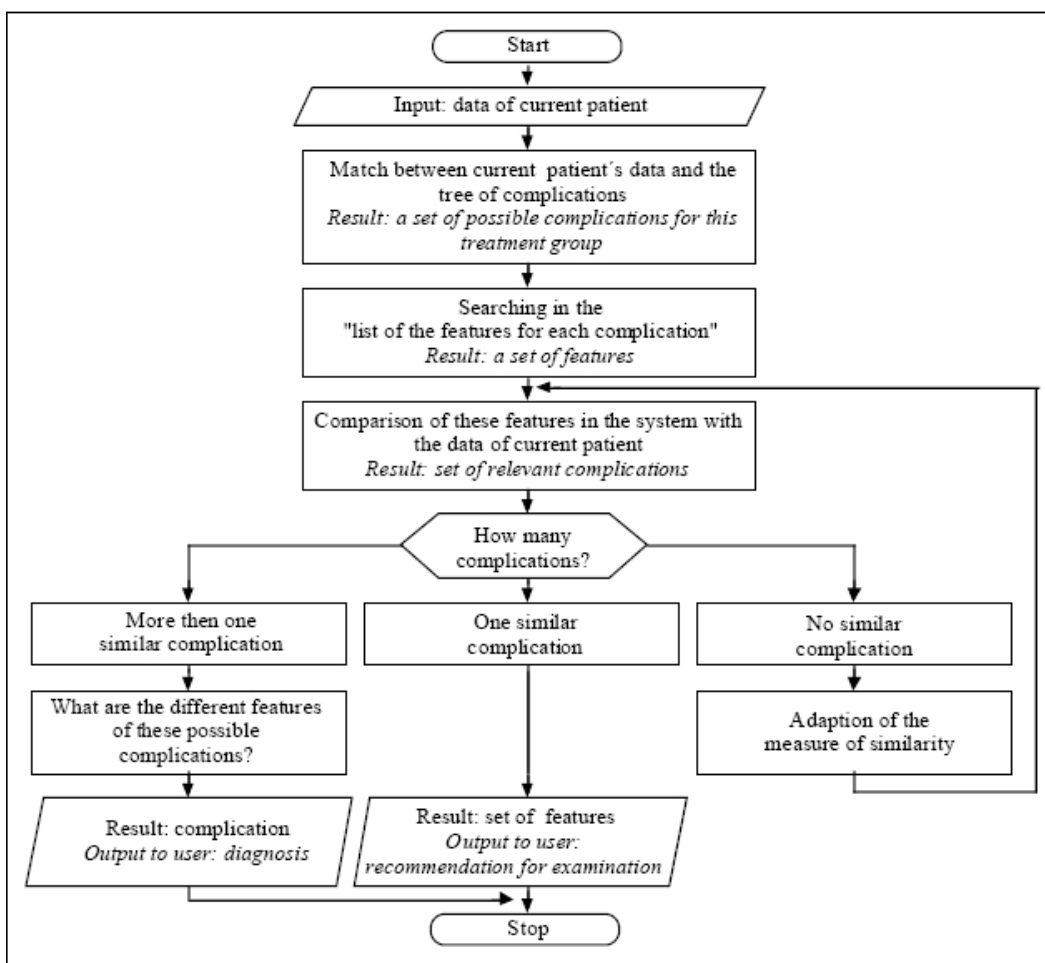 Start
Input: data of current patient
Match between current patient´s data and the
tree of complications
Result: a set of possible complications for this
treatment group
Searching in the
"list of the features for each complication"
Result: a set of features
Comparison of these features in the system with
the data of current patient
Result: set of relevant complications
How many
complications?
More then one
similar complication
One similar
complication
No similar
complication
What are the different features
of these possible
complications?
Adaption of the
measure of similarity
Result: complication
Output to user: diagnosis
Result: set of features
Output to user:
recommendation for examination
Stop